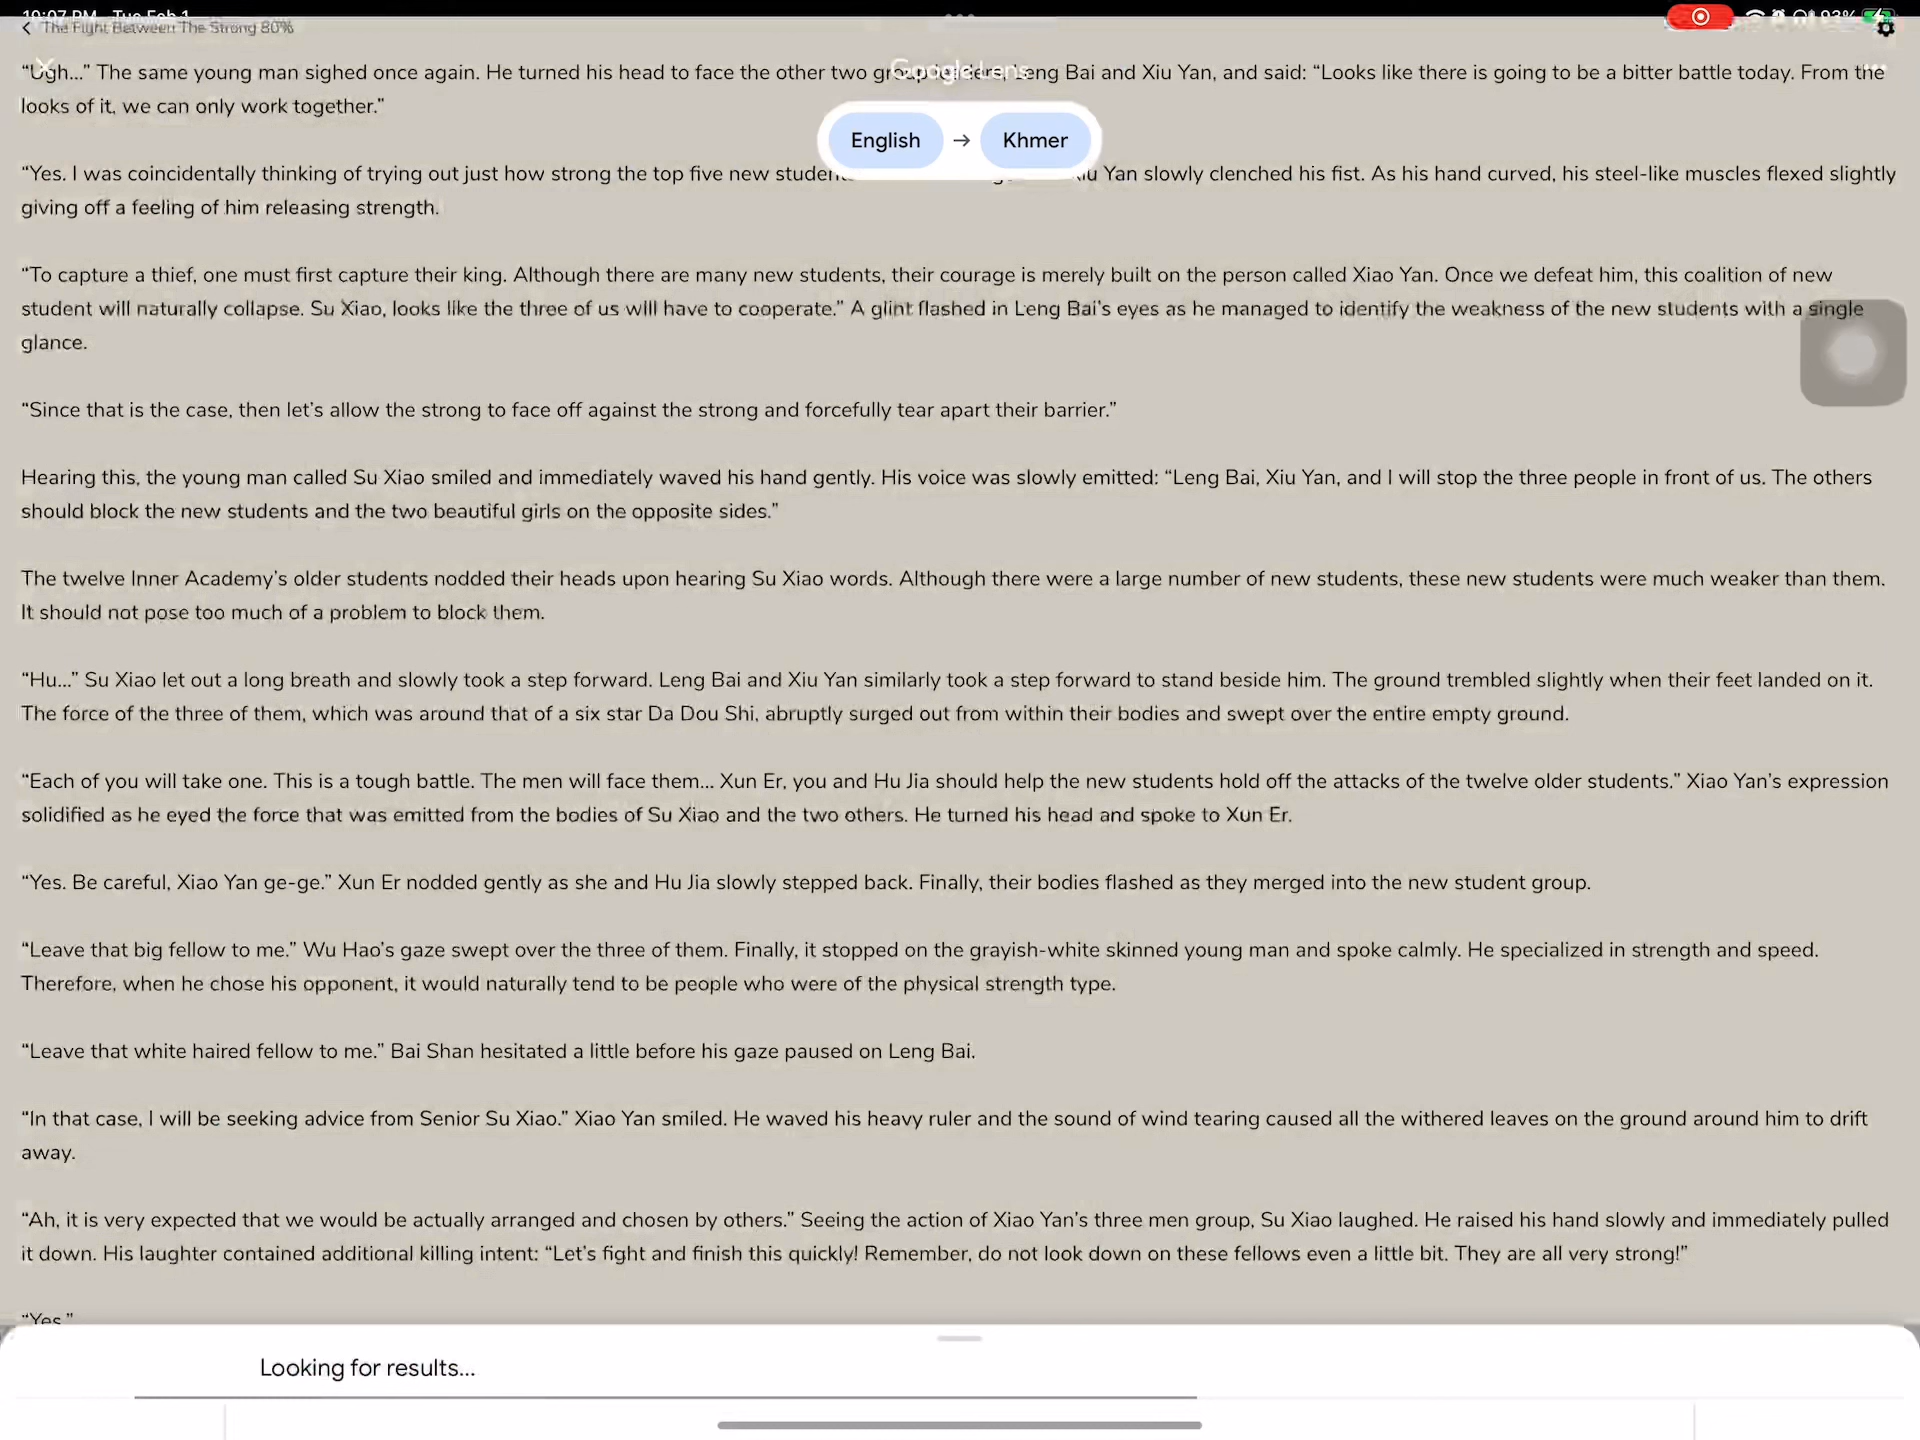 10:07 PM Tue Feb 1
93%
The Fight Between The Strong 80%
Google Lens
“Ugh...” The same young man sighed once again. He turned his head to face the other two group leaders, Leng Bai and Xiu Yan, and said: “Looks like there is going to be a bitter battle today. From the
looks of it, we can only work together.”
English → Khmer
“Yes. I was coincidentally thinking of trying out just how strong the top five new student Yan slowly clenched his fist. As his hand curved, his steel-like muscles flexed slightly
giving off a feeling of him releasing strength.
“To capture a thief, one must first capture their king. Although there are many new students, their courage is merely built on the person called Xiao Yan. Once we defeat him, this coalition of new
student will naturally collapse. Su Xiao, looks like the three of us will have to cooperate.” A glint flashed in Leng Bai’s eyes as he managed to identify the weakness of the new students with a single
glance.
“Since that is the case, then let’s allow the strong to face off against the strong and forcefully tear apart their barrier.”
Hearing this, the young man called Su Xiao smiled and immediately waved his hand gently. His voice was slowly emitted: “Leng Bai, Xiu Yan, and I will stop the three people in front of us. The others
should block the new students and the two beautiful girls on the opposite sides.”
The twelve Inner Academy’s older students nodded their heads upon hearing Su Xiao words. Although there were a large number of new students, these new students were much weaker than them.
It should not pose too much of a problem to block them.
“Hu...” Su Xiao let out a long breath and slowly took a step forward. Leng Bai and Xiu Yan similarly took a step forward to stand beside him. The ground trembled slightly when their feet landed on it.
The force of the three of them, which was around that of a six star Da Dou Shi, abruptly surged out from within their bodies and swept over the entire empty ground.
“Each of you will take one. This is a tough battle. The men will face them... Xun Er, you and Hu Jia should help the new students hold off the attacks of the twelve older students.” Xiao Yan’s expression
solidified as he eyed the force that was emitted from the bodies of Su Xiao and the two others. He turned his head and spoke to Xun Er.
“Yes. Be careful, Xiao Yan ge-ge.” Xun Er nodded gently as she and Hu Jia slowly stepped back. Finally, their bodies flashed as they merged into the new student group.
“Leave that big fellow to me.” Wu Hao’s gaze swept over the three of them. Finally, it stopped on the grayish-white skinned young man and spoke calmly. He specialized in strength and speed.
Therefore, when he chose his opponent, it would naturally tend to be people who were of the physical strength type.
“Leave that white haired fellow to me.” Bai Shan hesitated a little before his gaze paused on Leng Bai.
“In that case, I will be seeking advice from Senior Su Xiao.” Xiao Yan smiled. He waved his heavy ruler and the sound of wind tearing caused all the withered leaves on the ground around him to drift
away.
“Ah, it is very expected that we would be actually arranged and chosen by others.” Seeing the action of Xiao Yan’s three men group, Su Xiao laughed. He raised his hand slowly and immediately pulled
it down. His laughter contained additional killing intent: “Let’s fight and finish this quickly! Remember, do not look down on these fellows even a little bit. They are all very strong!”
“Yes.”
Looking for results...